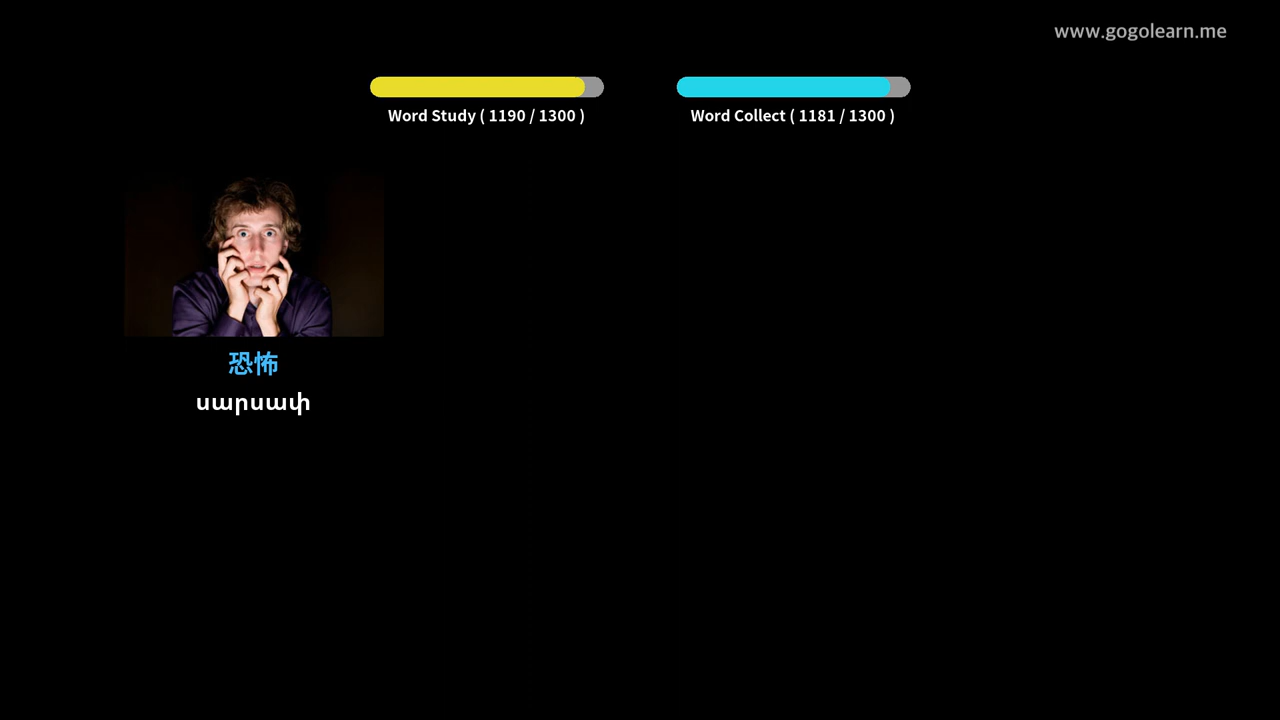 www.gogolearn.me
Word Study ( 1190 / 1300 )
Word Collect ( 1181 / 1300 )
恐怖
սարսափ